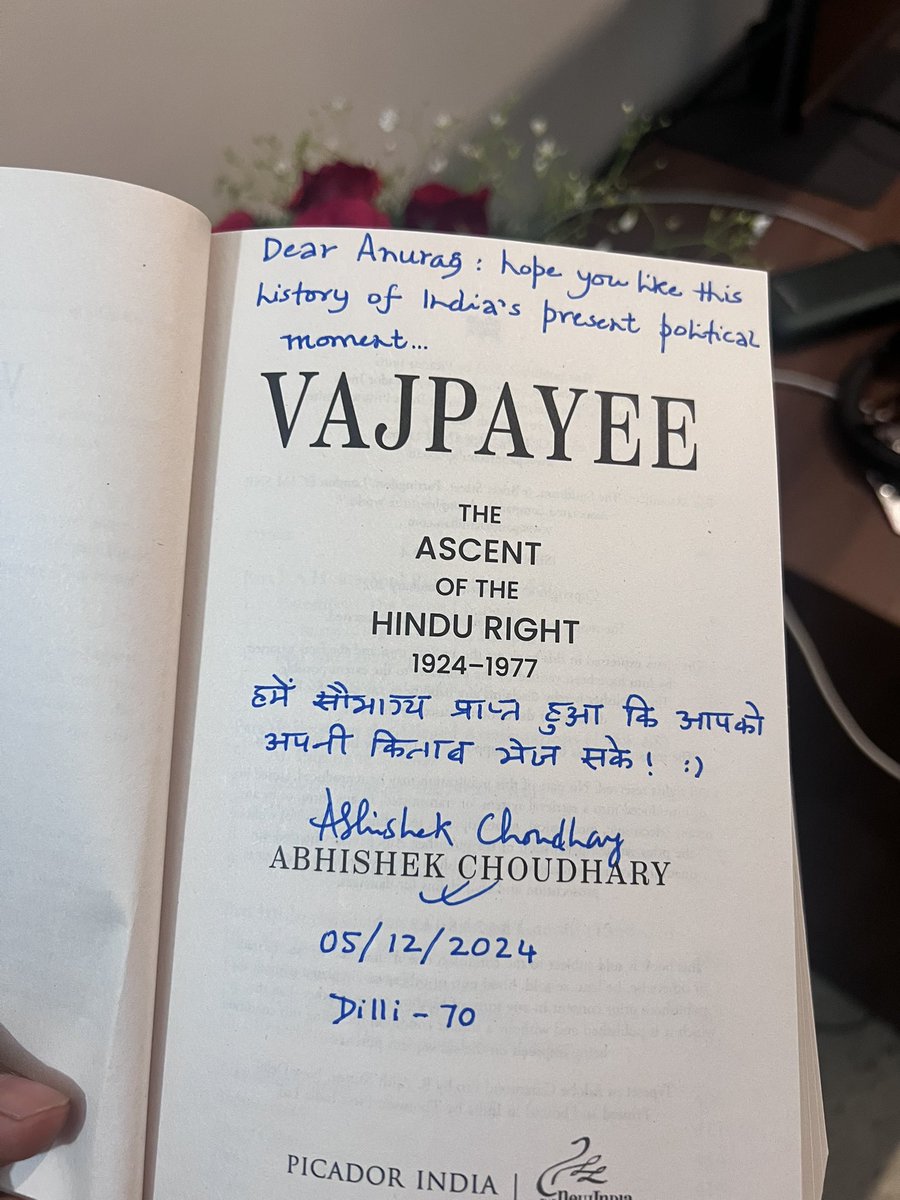 Dear Anurag : hope you like this
history of India's present political
moment...
VAJPAYEE
THE
ASCENT
OF THE
HINDU RIGHT
1924–1977
हमें सौभाग्य प्राप्त हुआ कि आपको
अपनी किताब भेज सके! :)
Abhishek Choudhary
ABHISHEK CHOUDHARY
05/12/2024
Dilli - 70
PICADOR INDIA |